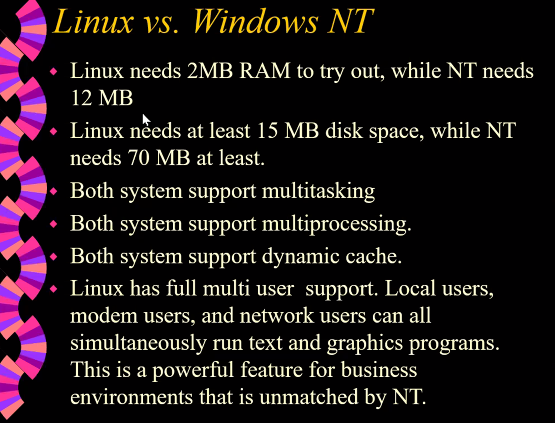 Linux vs. Windows NT
Linux needs 2MB RAM to try out, while NT needs
12 MB
Linux needs at least 15 MB disk space, while NT
needs 70 MB at least.
Both system support multitasking
Both system support multiprocessing.
Both system support dynamic cache.
Linux has full multi user  support. Local users,
modem users, and network users can all
simultaneously run text and graphics programs.
This is a powerful feature for business
environments that is unmatched by NT.